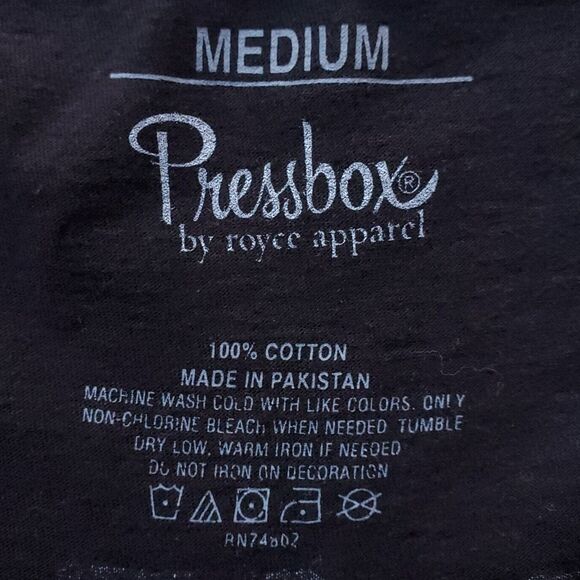 MEDIUM
Pressbox®
by royce apparel
100% COTTON
MADE IN PAKISTAN
MACHINE WASH COLD WITH LIKE COLORS. ONLY
NON-CHLORINE BLEACH WHEN NEEDED TUMBLE
DRY LOW. WARM IRON IF NEEDED
DO NOT IRON ON DECORATION
RN74802